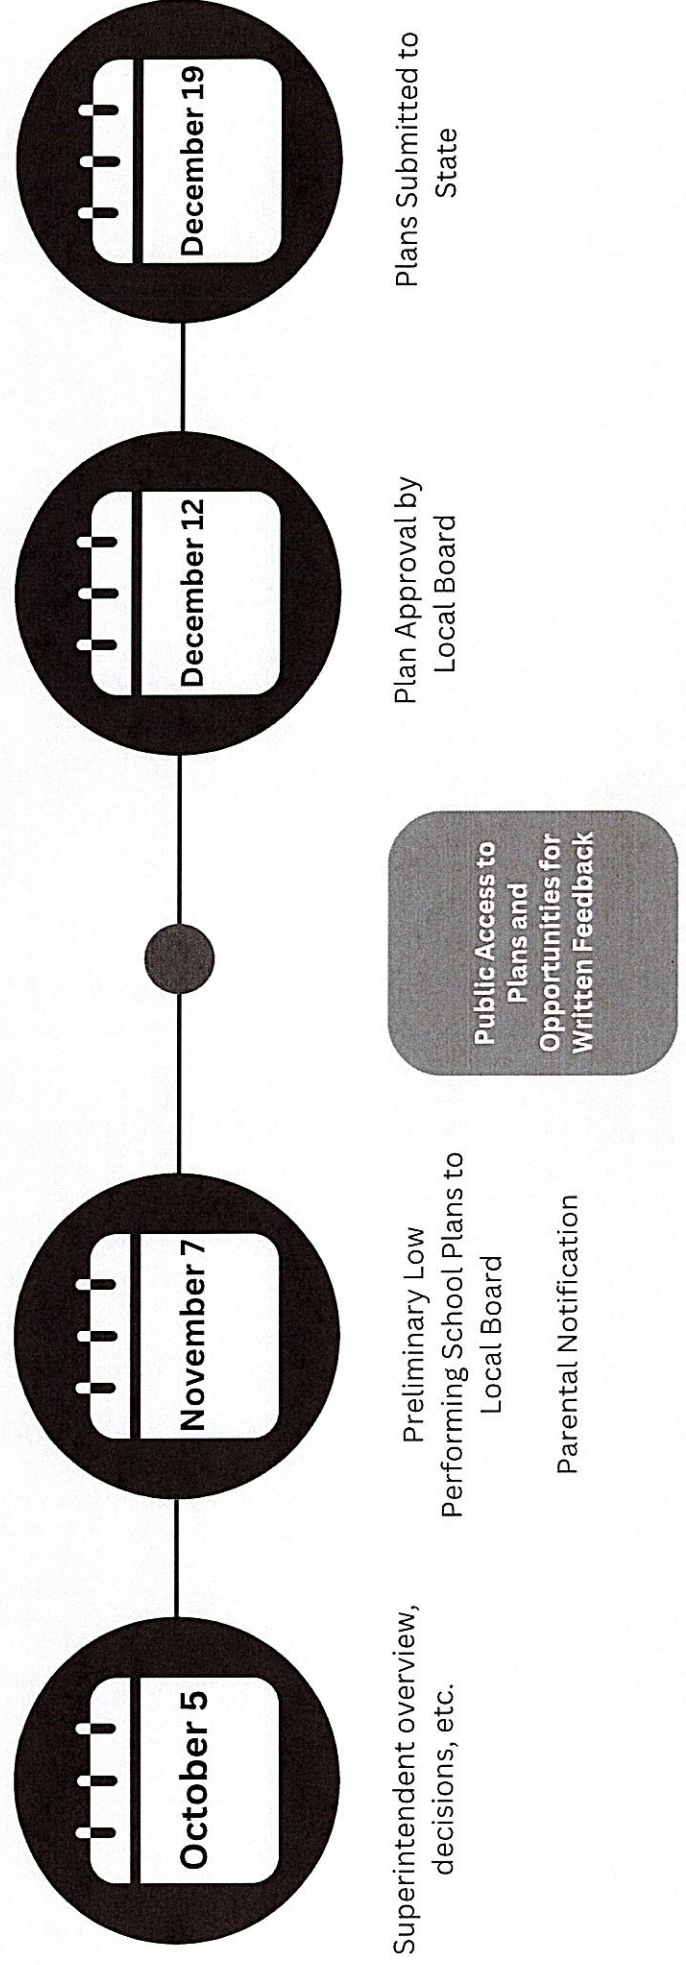 October 5
Superintendent overview,
decisions, etc.
November 7
Preliminary Low
Performing School Plans to
Local Board
Parental Notification
Public Access to
Plans and
Opportunities for
Written Feedback
December 12
Plan Approval by
Local Board
December 19
Plans Submitted to
State